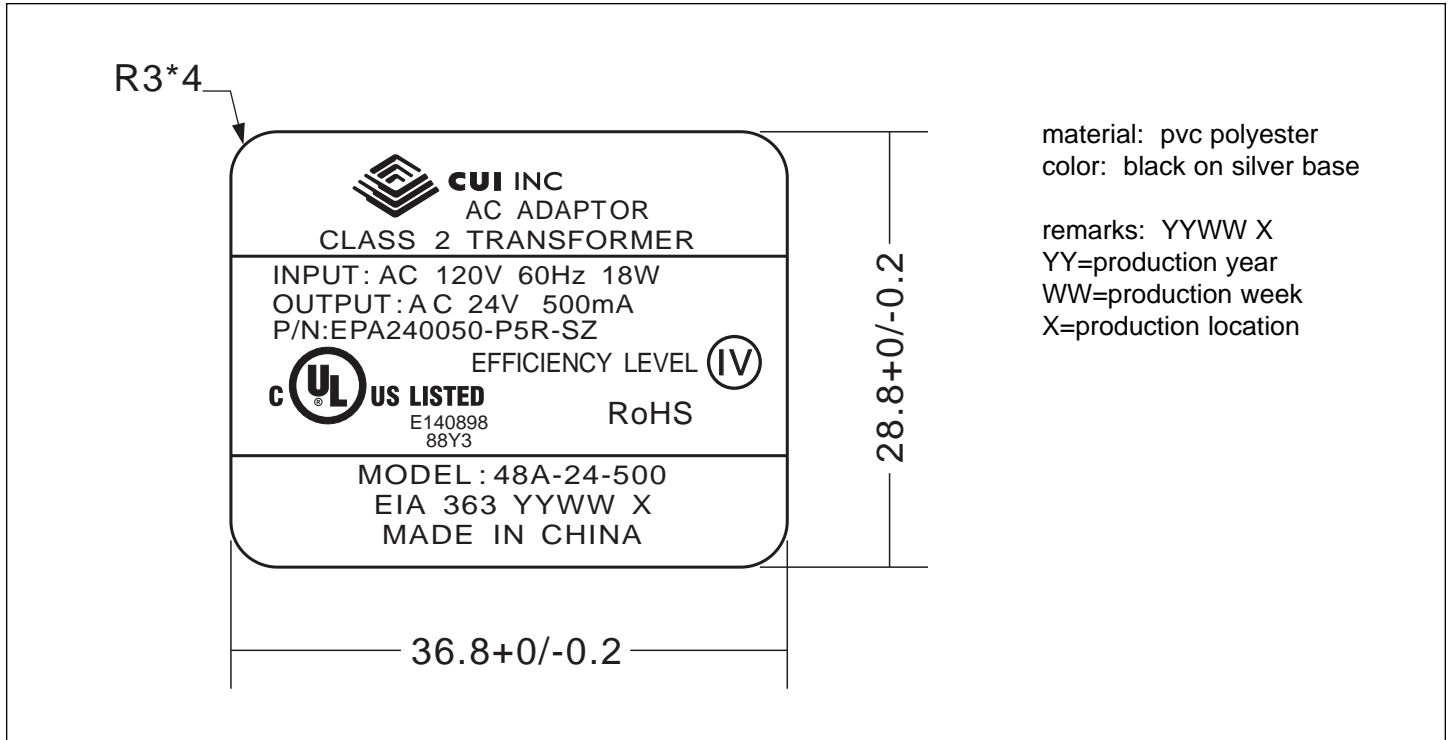 R3*4
CUI INC
AC ADAPTOR
CLASS 2 TRANSFORMER
INPUT: AC 120V 60Hz 18W
OUTPUT: AC 24V 500mA
P/N:EPA240050-P5R-SZ
EFFICIENCY LEVEL IV
C UL ® US LISTED
E140898
88Y3
RoHS
MODEL: 48A-24-500
EIA 363 YYWW X
MADE IN CHINA
28.8+0/-0.2
36.8+0/-0.2
material: pvc polyester
color: black on silver base
remarks: YYWW X
YY=production year
WW=production week
X=production location